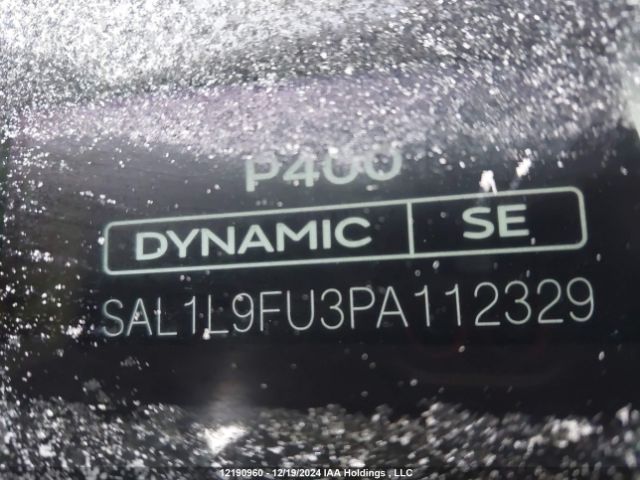 P400
DYNAMIC SE
SAL1L9FU3PA112329
12190960 - 12/19/2024 IAA Holdings , LLC